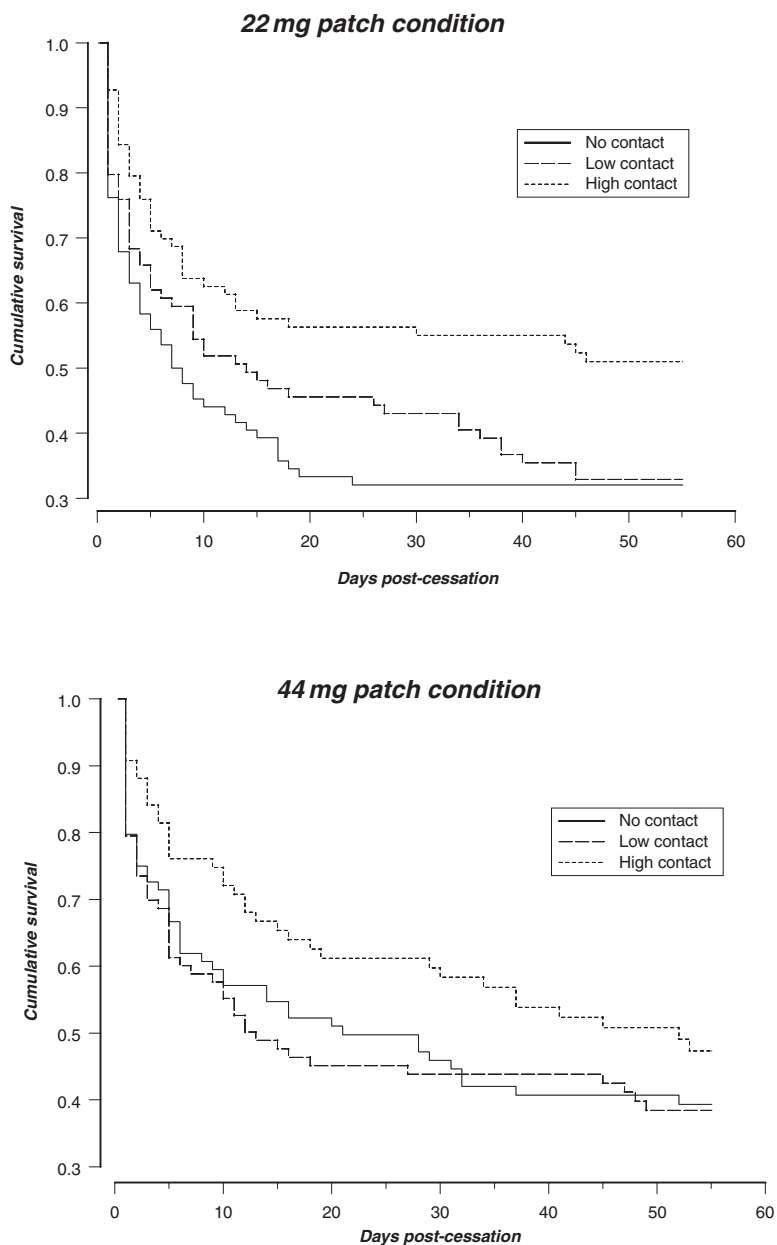 22 mg patch condition
1.0
0.9
0.8
0.7
0.6
0.5
0.4
0.3
Cumulative survival
No contact
Low contact
High contact
0 10 20 30 40 50 60
Days post-cessation
44 mg patch condition
1.0
0.9
0.8
0.7
0.6
0.5
0.4
0.3
Cumulative survival
No contact
Low contact
High contact
0 10 20 30 40 50 60
Days post-cessation